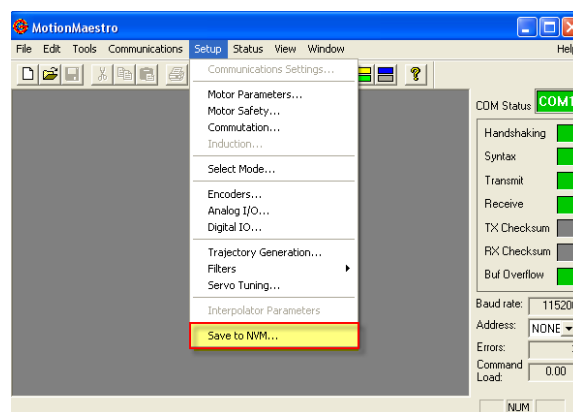 MotionMaestro
File Edit Tools Communications Setup Status View Window Help
Communications Settings...
Motor Parameters...
Motor Safety...
Commutation...
Induction...
Select Mode...
Encoders...
Analog I/O...
Digital IO...
Trajectory Generation...
Filters
Servo Tuning...
Interpolator Parameters
Save to NVM...
COM Status COM1
Handshaking
Syntax
Transmit
Receive
TX Checksum
RX Checksum
Buf Overflow
Baud rate: 115200
Address: NONE
Errors:
Command
Load: 0.00
NUM